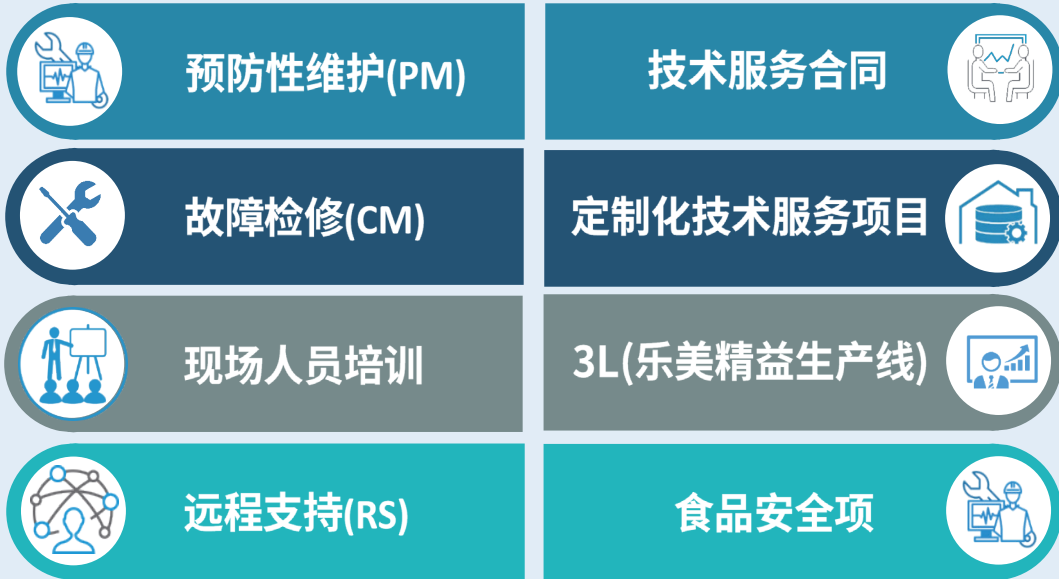 预防性维护(PM)
技术服务合同
故障检修(CM)
定制化技术服务项目
现场人员培训
3L(乐美精益生产线)
远程支持(RS)
食品安全项